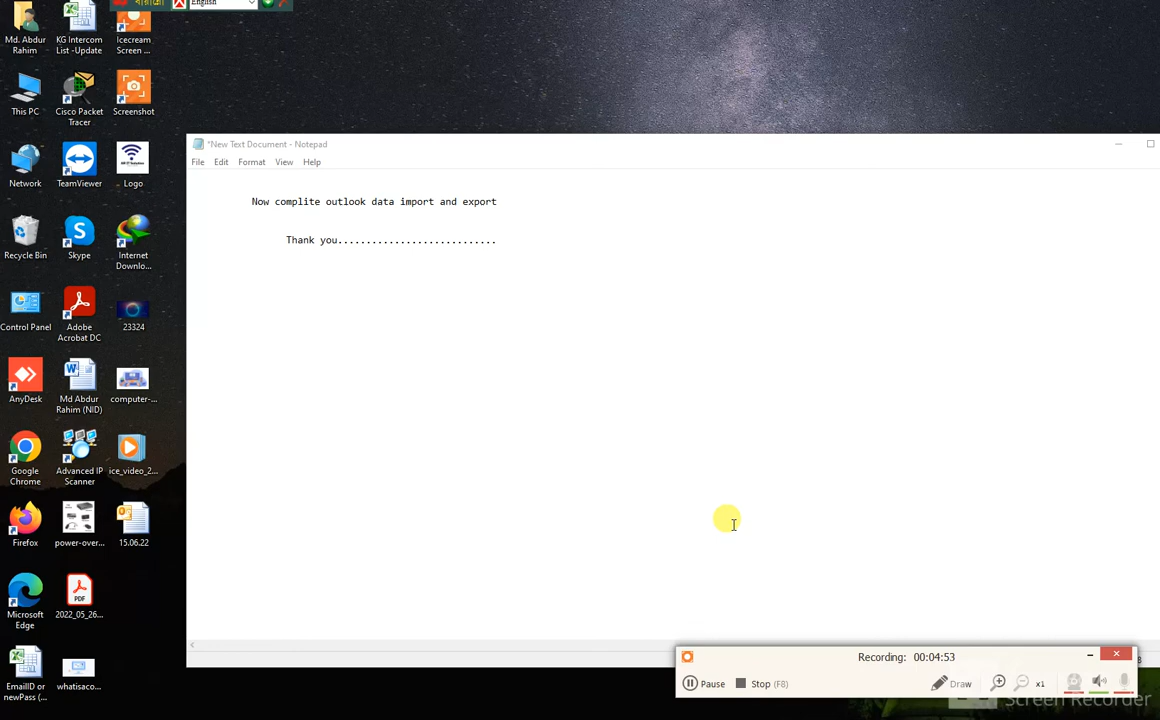 বায়ান্নো English
Md. Abdur
Rahim
KG Intercom
List -Update
Icecream
Screen ...
This PC
Cisco Packet
Tracer
Screenshot
Network
TeamViewer
Logo
Recycle Bin
Skype
Internet
Downlo...
Control Panel
Adobe
Acrobat DC
23324
AnyDesk
Md Abdur
Rahim (NID)
computer-...
Google
Chrome
Advanced IP
Scanner
ice_video_2...
Firefox
power-over...
15.06.22
Microsoft
Edge
PDF
2022_05_26...
EmailID or
newPass (...
whatisaco...
*New Text Document - Notepad
File Edit Format View Help
Now complite outlook data import and export
Thank you............................
Recording: 00:04:53
Pause Stop (F8) Draw x1
Screen Recorder